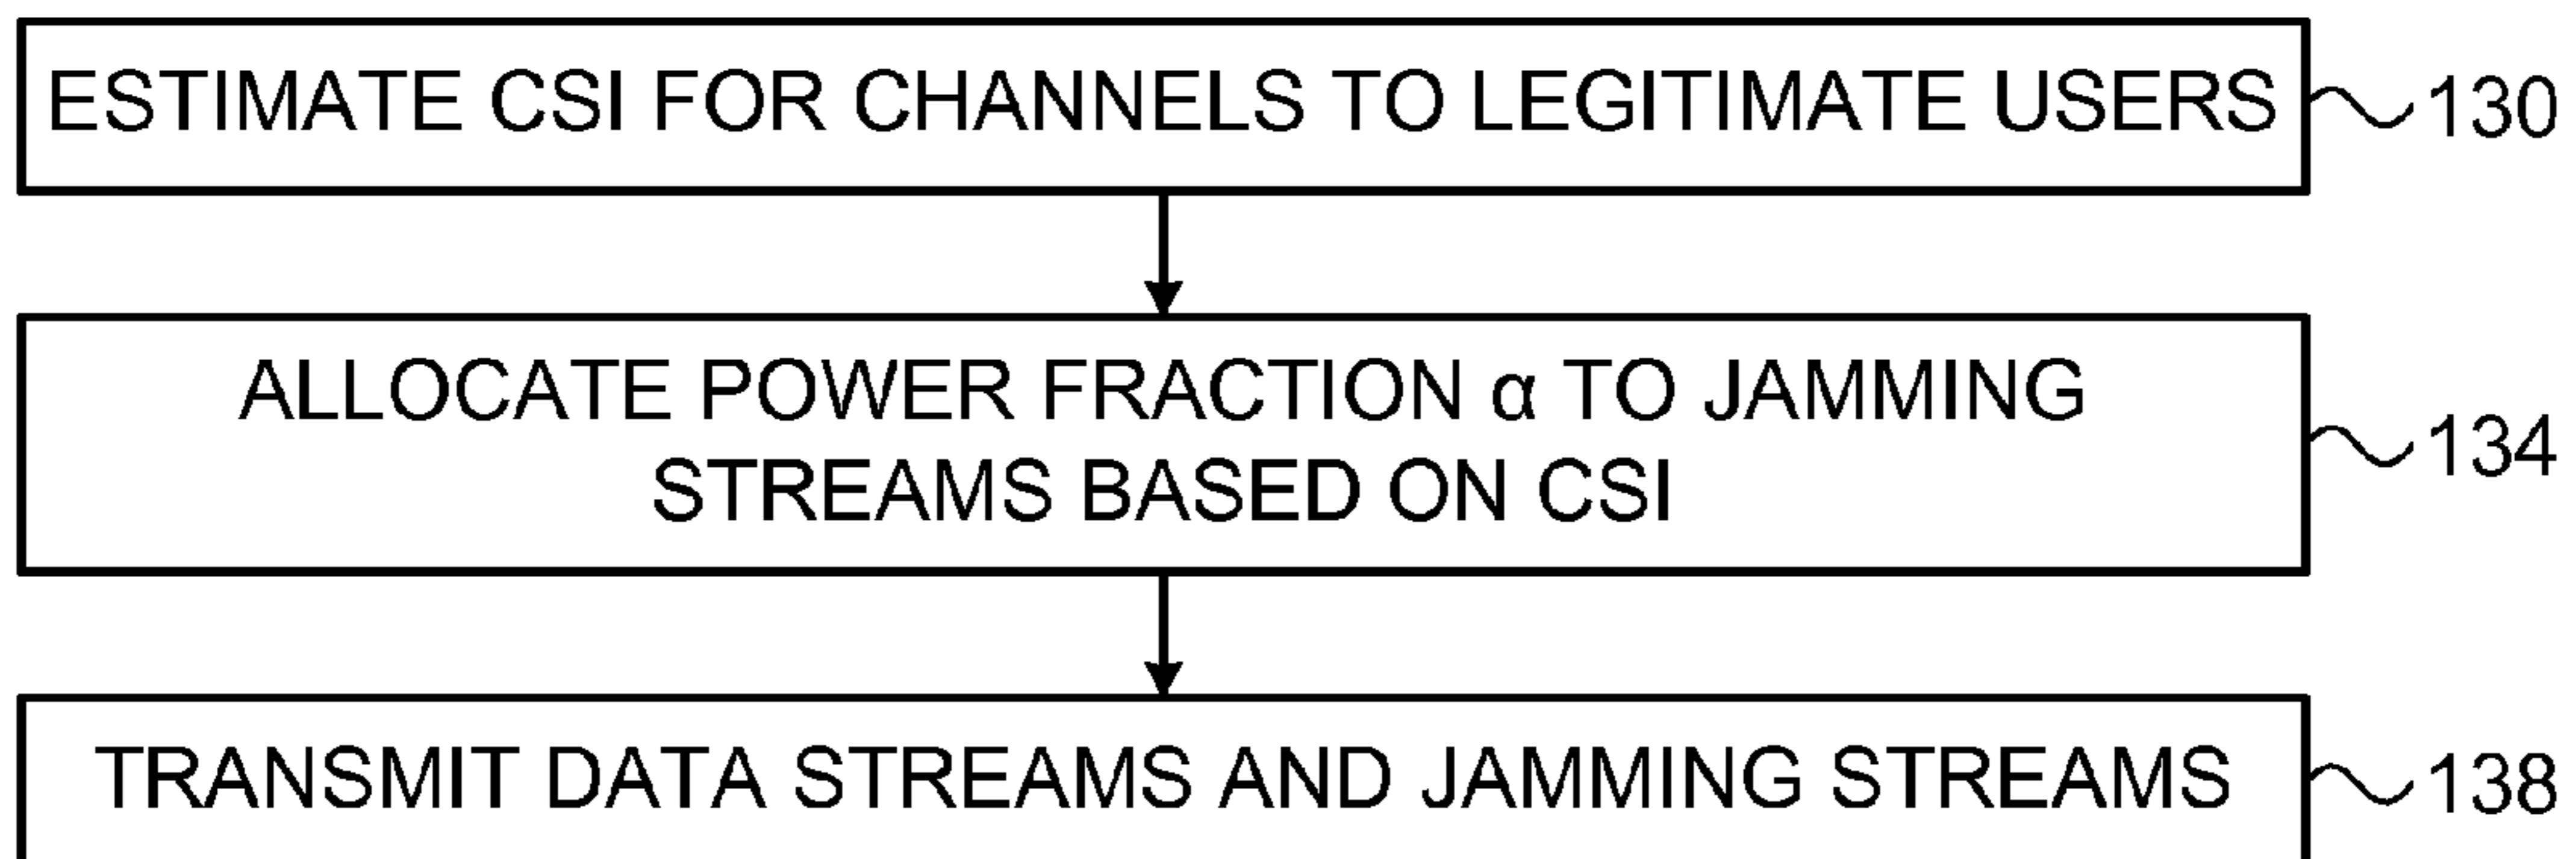 ESTIMATE CSI FOR CHANNELS TO LEGITIMATE USERS
130
ALLOCATE POWER FRACTION α TO JAMMING
STREAMS BASED ON CSI
134
TRANSMIT DATA STREAMS AND JAMMING STREAMS
138